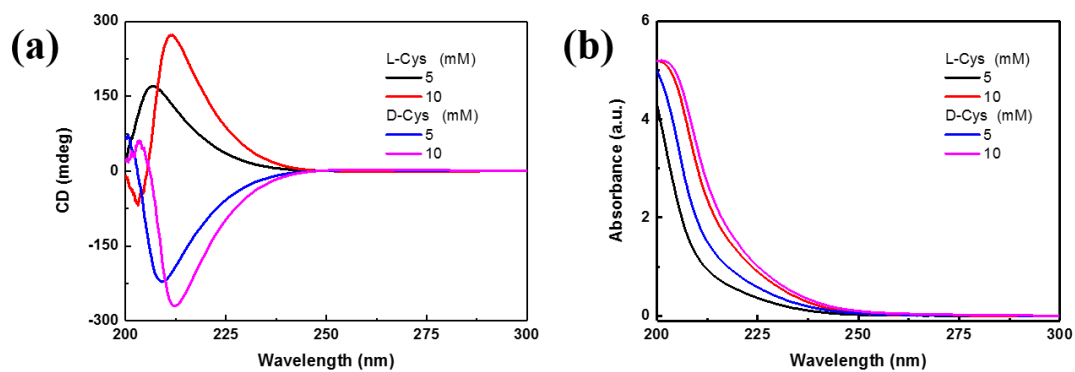 (a)
300
150
0
-150
-300
CD (mdeg)
L-Cys (mM)
5
10
D-Cys (mM)
5
10
200 225 250 275 300
Wavelength (nm)
(b)
6
4
2
0
Absorbance (a.u.)
L-Cys (mM)
5
10
D-Cys (mM)
5
10
200 225 250 275 300
Wavelength (nm)